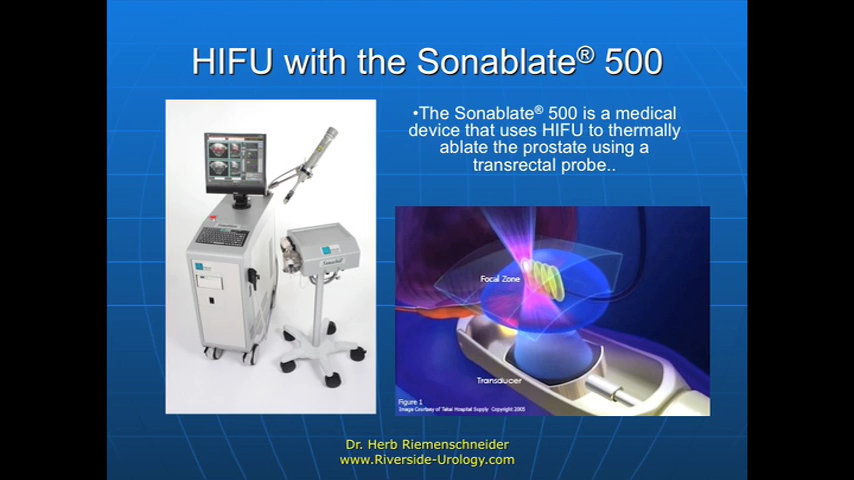 HIFU with the Sonablate® 500
•The Sonablate® 500 is a medical
device that uses HIFU to thermally
ablate the prostate using a
transrectal probe..
Focal Zone
Transducer
Figure 1
Image Courtesy of Takai Hospital Supply Copyright 2005
Dr. Herb Riemenschneider
www.Riverside-Urology.com